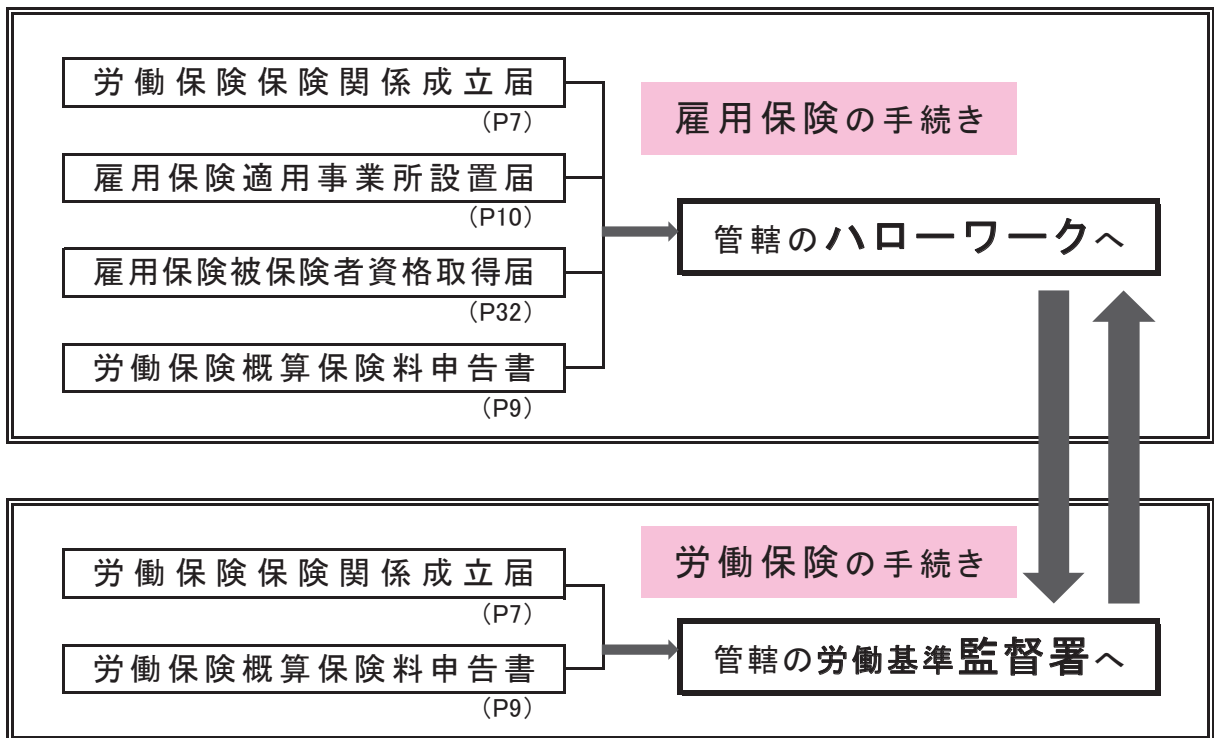 労働保険保険関係成立届
（P7）
雇用保険適用事業所設置届
（P10）
雇用保険被保険者資格取得届
（P32）
労働保険概算保険料申告書
（P9）
雇用保険の手続き
管轄のハローワークへ
労働保険保険関係成立届
（P7）
労働保険概算保険料申告書
（P9）
労働保険の手続き
管轄の労働基準監督署へ